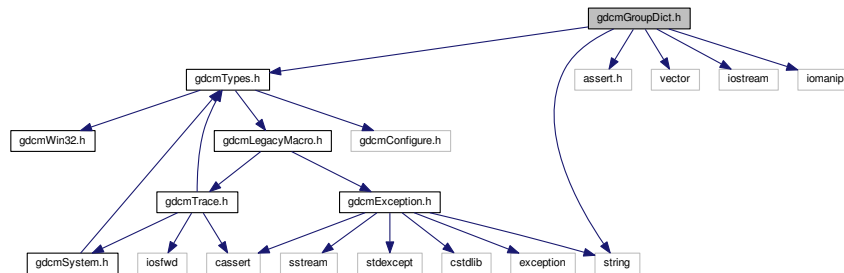 gdcmGroupDict.h
gdcmTypes.h
assert.h
vector
iostream
iomanip
gdcmWin32.h
gdcmLegacyMacro.h
gdcmConfigure.h
gdcmTrace.h
gdcmException.h
gdcmSystem.h
iosfwd
cassert
sstream
stdexcept
cstdlib
exception
string